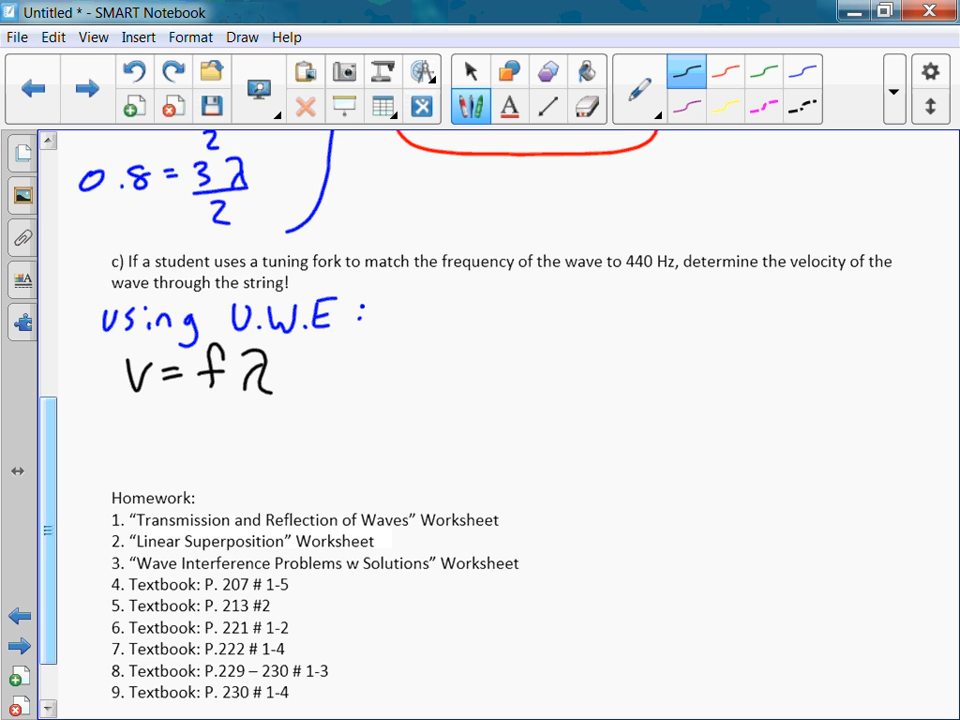 Untitled * - SMART Notebook
File Edit View Insert Format Draw Help
2
0.8 = 3λ
2
c) If a student uses a tuning fork to match the frequency of the wave to 440 Hz, determine the velocity of the
wave through the string!
using U.W.E :
v = f λ
Homework:
1. “Transmission and Reflection of Waves” Worksheet
2. “Linear Superposition” Worksheet
3. “Wave Interference Problems w Solutions” Worksheet
4. Textbook: P. 207 # 1-5
5. Textbook: P. 213 #2
6. Textbook: P. 221 # 1-2
7. Textbook: P.222 # 1-4
8. Textbook: P.229 – 230 # 1-3
9. Textbook: P. 230 # 1-4